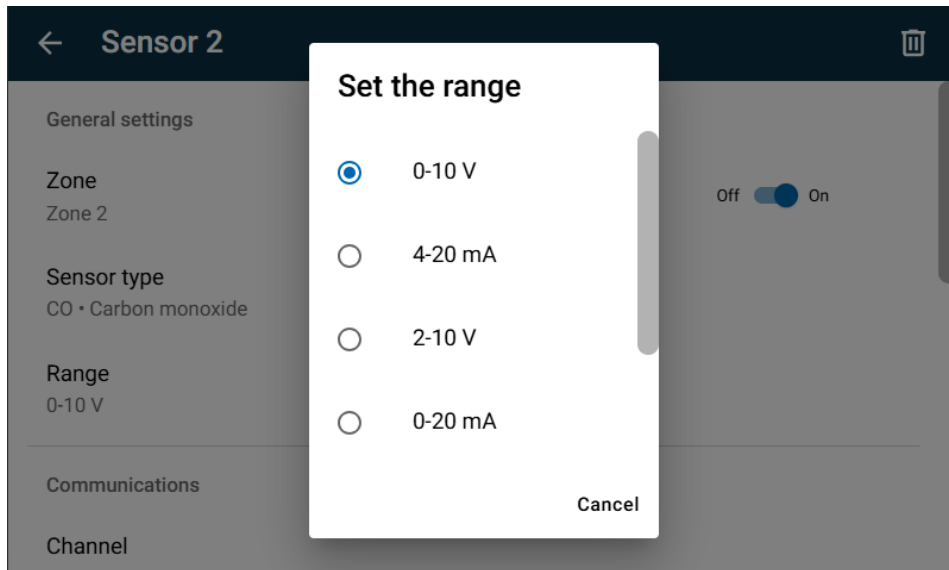 Sensor 2
General settings
Zone
Zone 2
Off On
Sensor type
CO • Carbon monoxide
Range
0-10 V
Communications
Channel
Set the range
0-10 V
4-20 mA
2-10 V
0-20 mA
Cancel